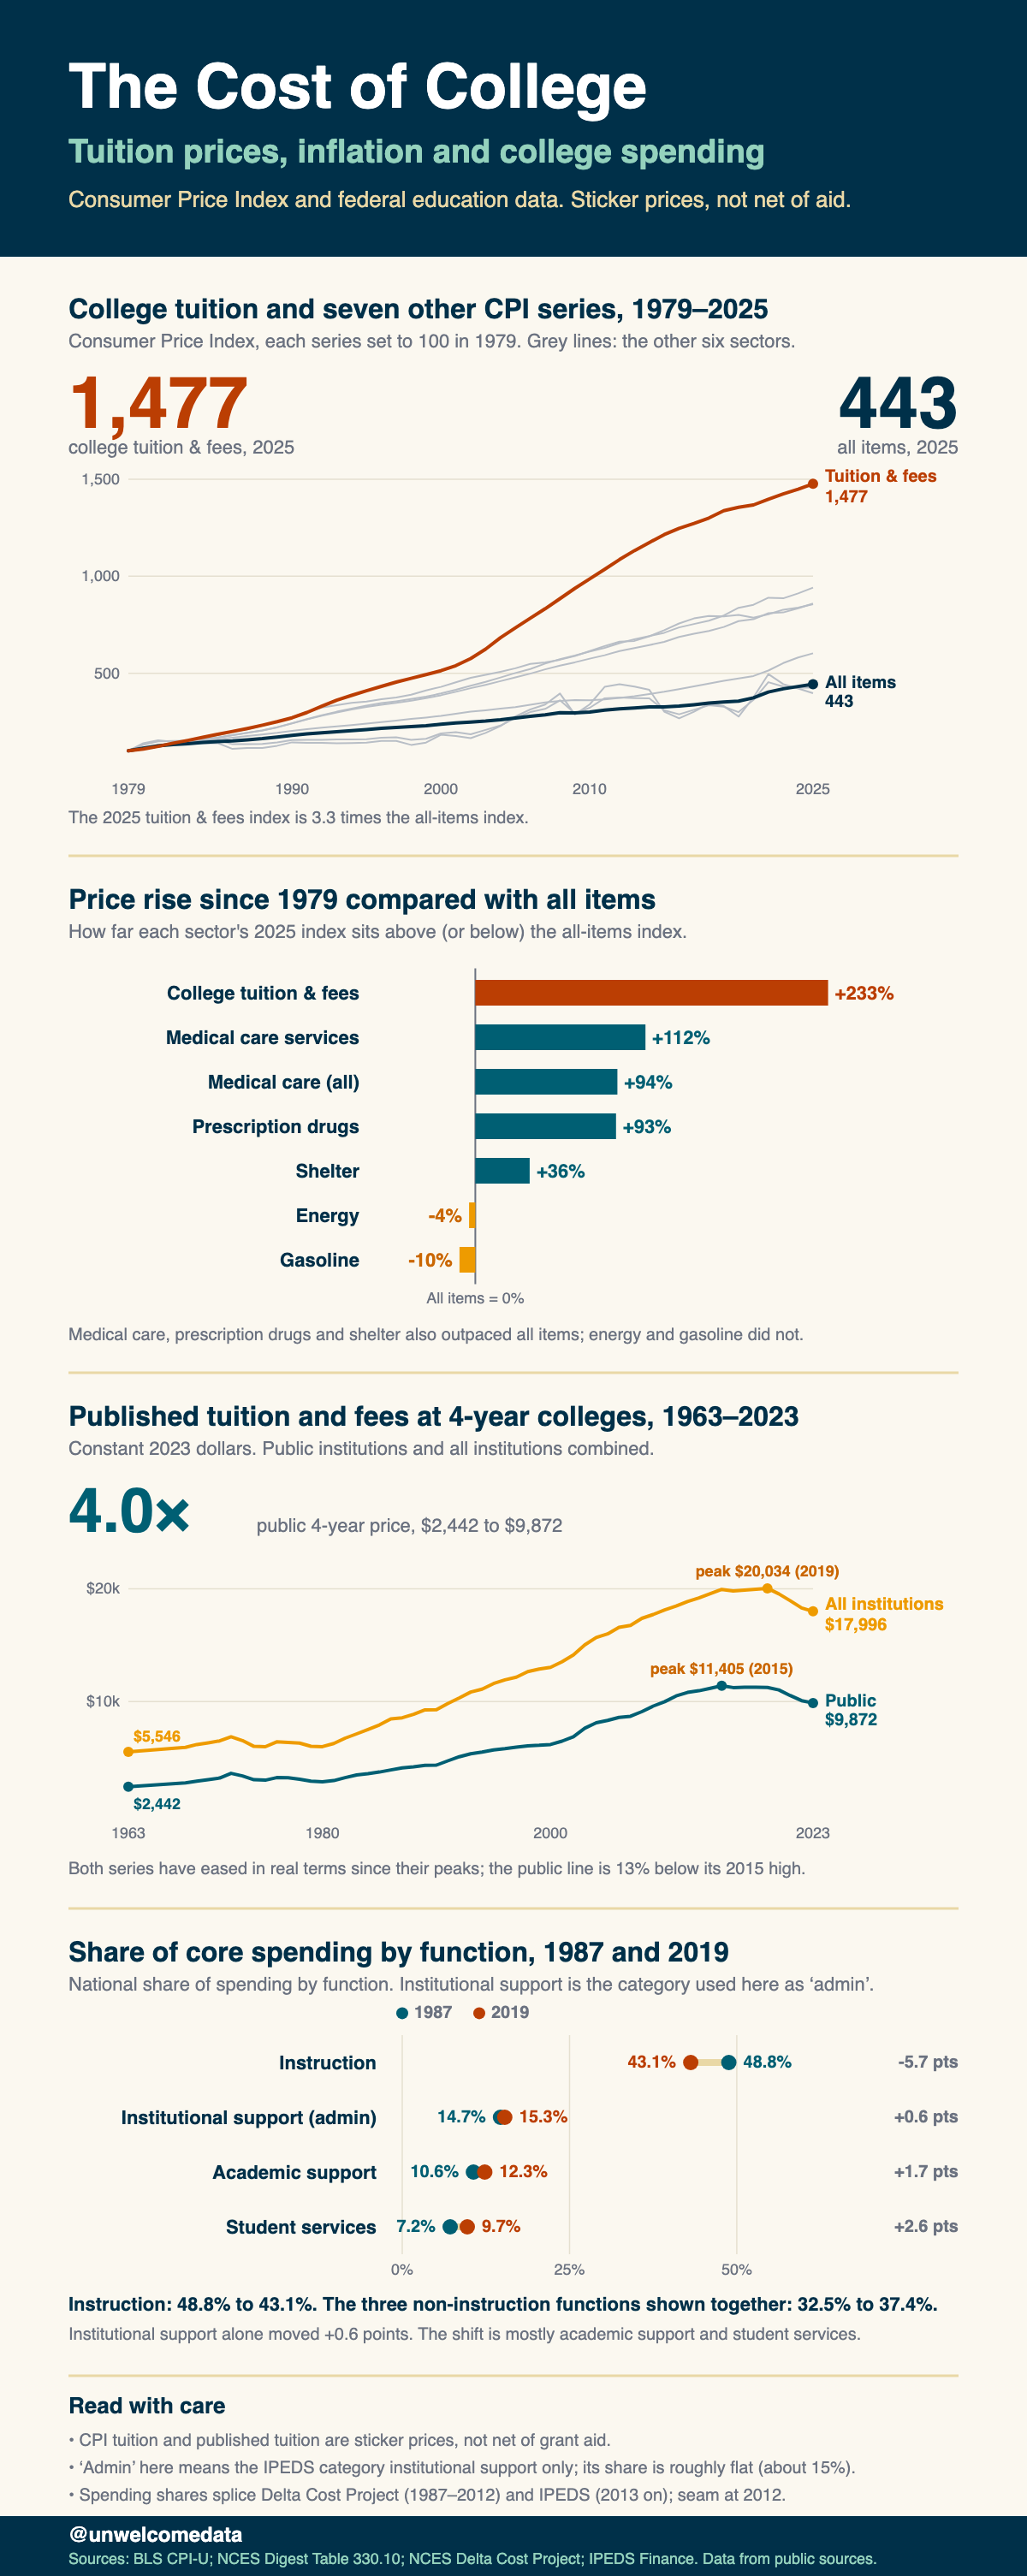 The Cost of College
Tuition prices, inflation and college spending
Consumer Price Index and federal education data. Sticker prices, not net of aid.
College tuition and seven other CPI series, 1979–2025
Consumer Price Index, each series set to 100 in 1979. Grey lines: the other six sectors.
1,477
college tuition & fees, 2025
443
all items, 2025
1,500
1,000
500
Tuition & fees
1,477
All items
443
1979
1990
2000
2010
2025
The 2025 tuition & fees index is 3.3 times the all-items index.
Price rise since 1979 compared with all items
How far each sector's 2025 index sits above (or below) the all-items index.
College tuition & fees +233%
Medical care services +112%
Medical care (all) +94%
Prescription drugs +93%
Shelter +36%
Energy -4%
Gasoline -10%
All items = 0%
Medical care, prescription drugs and shelter also outpaced all items; energy and gasoline did not.
Published tuition and fees at 4-year colleges, 1963–2023
Constant 2023 dollars. Public institutions and all institutions combined.
4.0×
public 4-year price, $2,442 to $9,872
peak $20,034 (2019)
$20k
All institutions
$17,996
peak $11,405 (2015)
$10k
Public
$9,872
$5,546
$2,442
1963
1980
2000
2023
Both series have eased in real terms since their peaks; the public line is 13% below its 2015 high.
Share of core spending by function, 1987 and 2019
National share of spending by function. Institutional support is the category used here as ‘admin’.
1987
2019
Instruction 43.1% 48.8% -5.7 pts
Institutional support (admin) 14.7% 15.3% +0.6 pts
Academic support 10.6% 12.3% +1.7 pts
Student services 7.2% 9.7% +2.6 pts
0%
25%
50%
Instruction: 48.8% to 43.1%. The three non-instruction functions shown together: 32.5% to 37.4%.
Institutional support alone moved +0.6 points. The shift is mostly academic support and student services.
Read with care
• CPI tuition and published tuition are sticker prices, not net of grant aid.
• ‘Admin’ here means the IPEDS category institutional support only; its share is roughly flat (about 15%).
• Spending shares splice Delta Cost Project (1987–2012) and IPEDS (2013 on); seam at 2012.
@unwelcomedata
Sources: BLS CPI-U; NCES Digest Table 330.10; NCES Delta Cost Project; IPEDS Finance. Data from public sources.